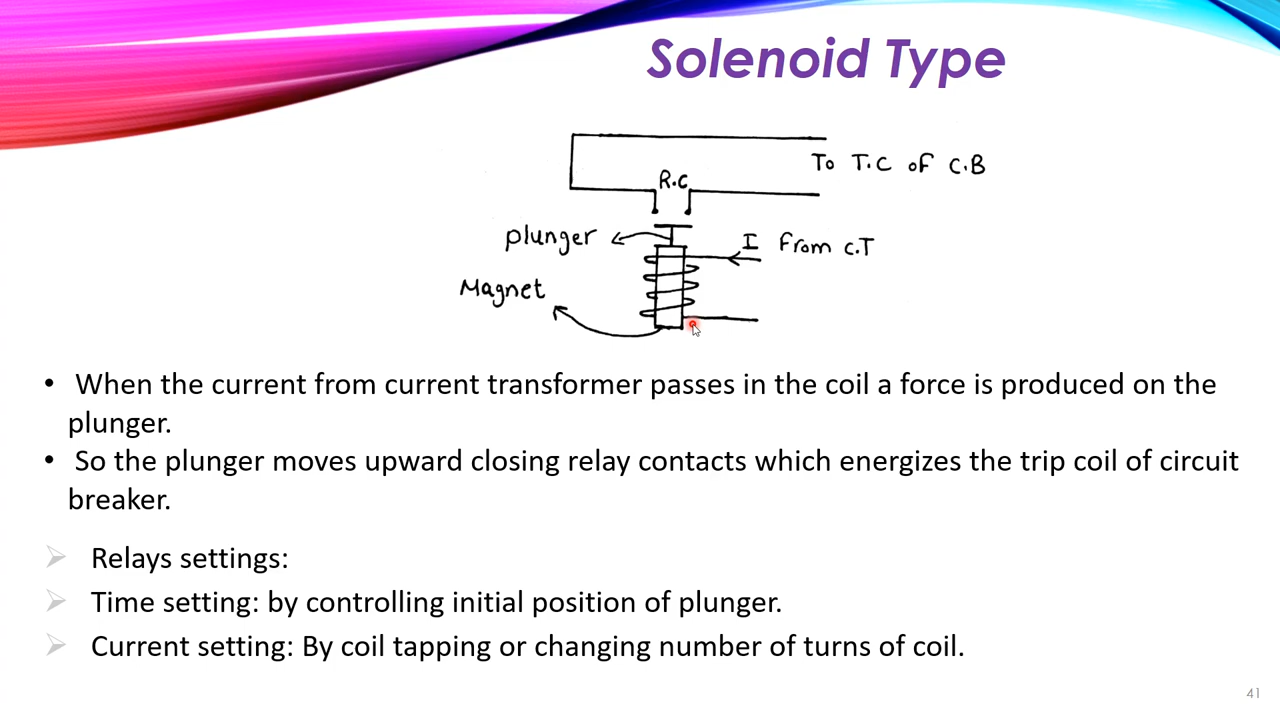 Solenoid Type
To T.C of C.B
R.C
plunger
I From C.T
Magnet
• When the current from current transformer passes in the coil a force is produced on the
plunger.
• So the plunger moves upward closing relay contacts which energizes the trip coil of circuit
breaker.
Relays settings:
Time setting: by controlling initial position of plunger.
Current setting: By coil tapping or changing number of turns of coil.
41